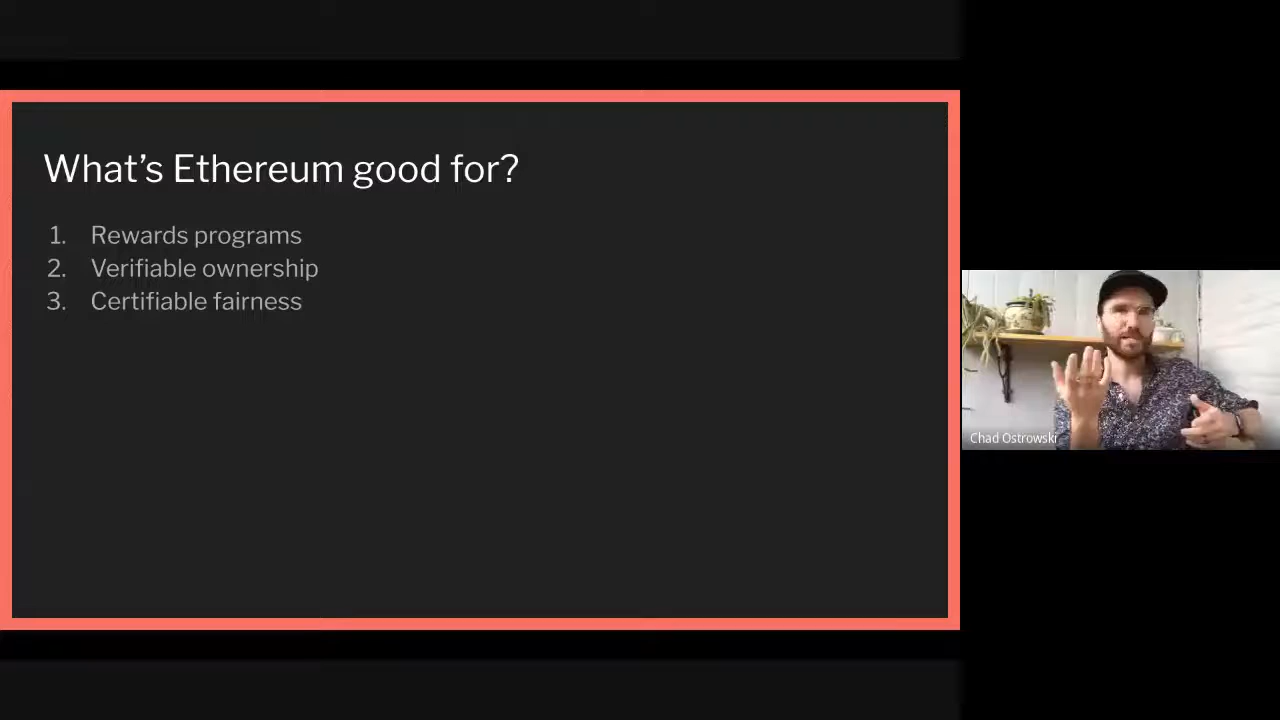 What's Ethereum good for?
1. Rewards programs
2. Verifiable ownership
3. Certifiable fairness
Chad Ostrowski